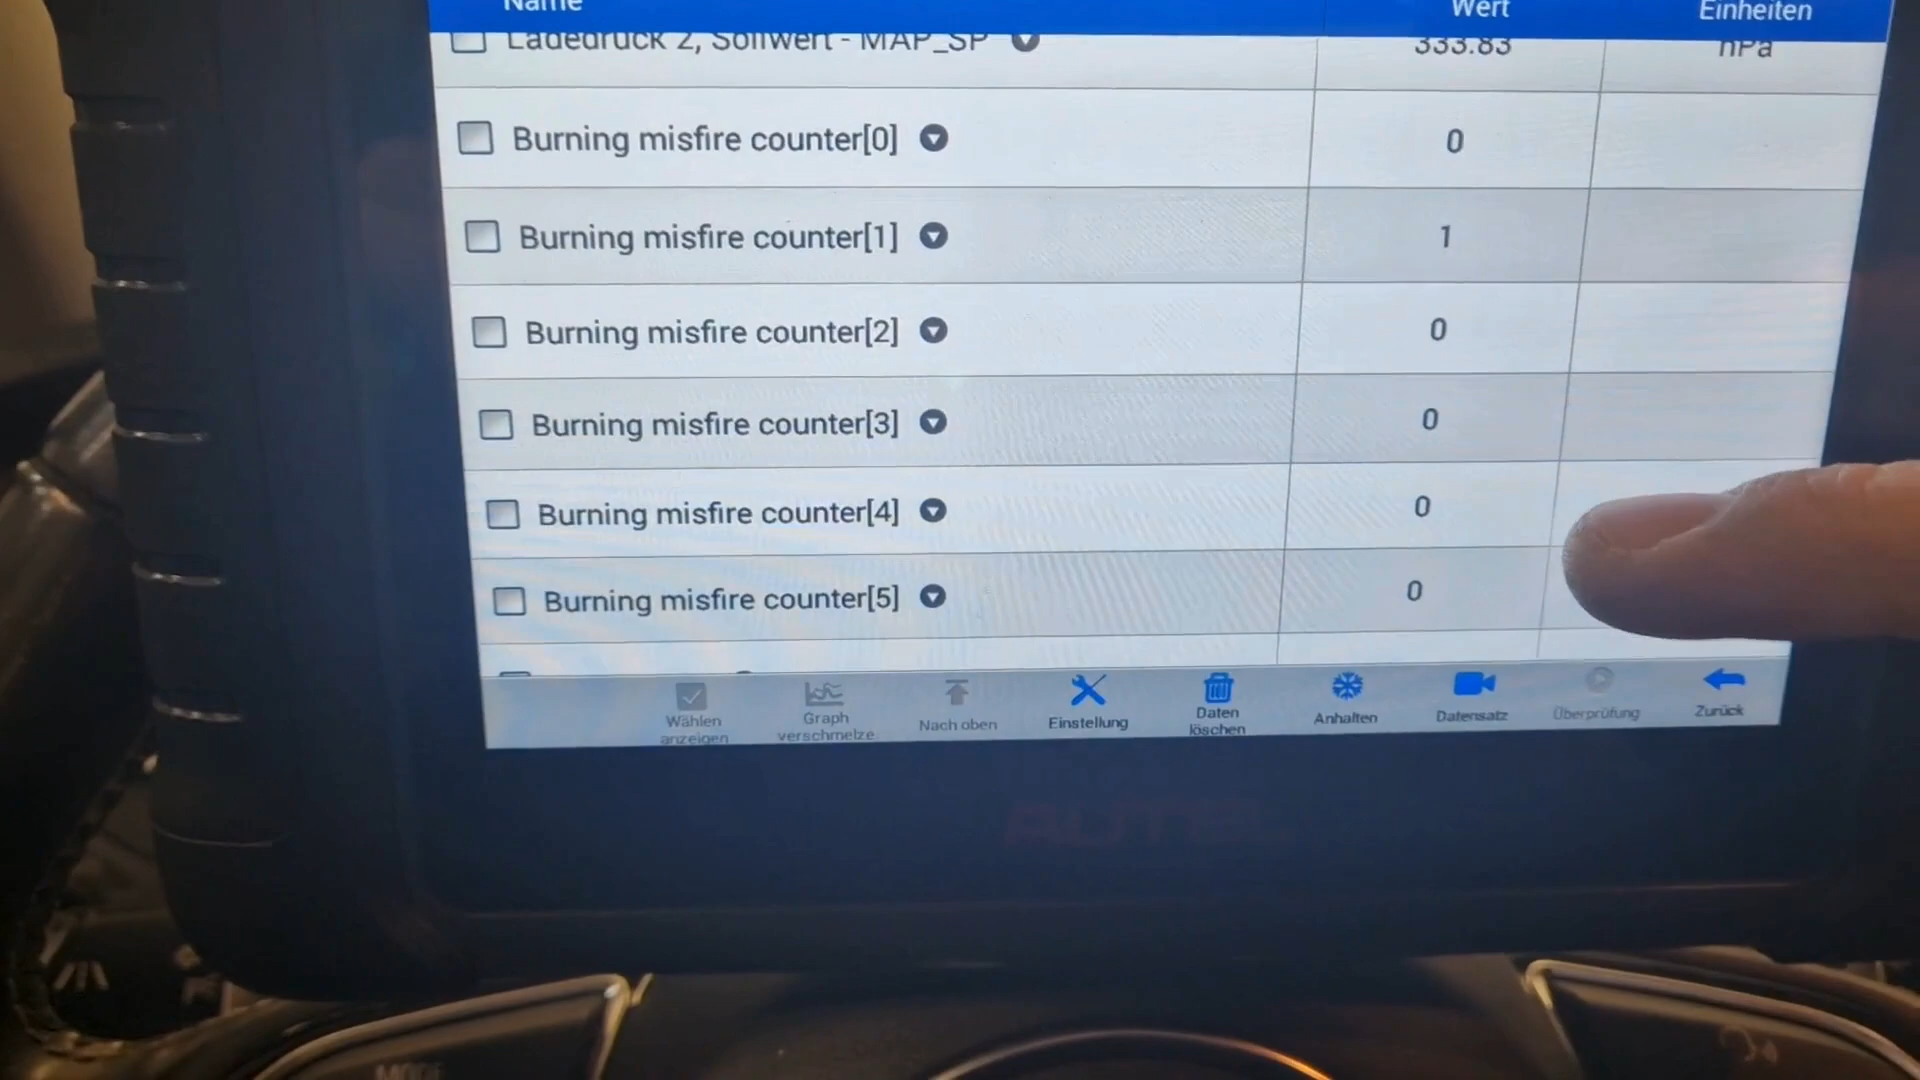 Name Wert Einheiten
Ladedruck 2, Sollwert - MAP_SP 333.83 hPa
Burning misfire counter[0] 0
Burning misfire counter[1] 1
Burning misfire counter[2] 0
Burning misfire counter[3] 0
Burning misfire counter[4] 0
Burning misfire counter[5] 0
Wählen anzeigen
Graph verschmelze
Nach oben
Einstellung
Daten löschen
Anhalten
Datensatz
Überprüfung
Zurück
AUTEL
MODE